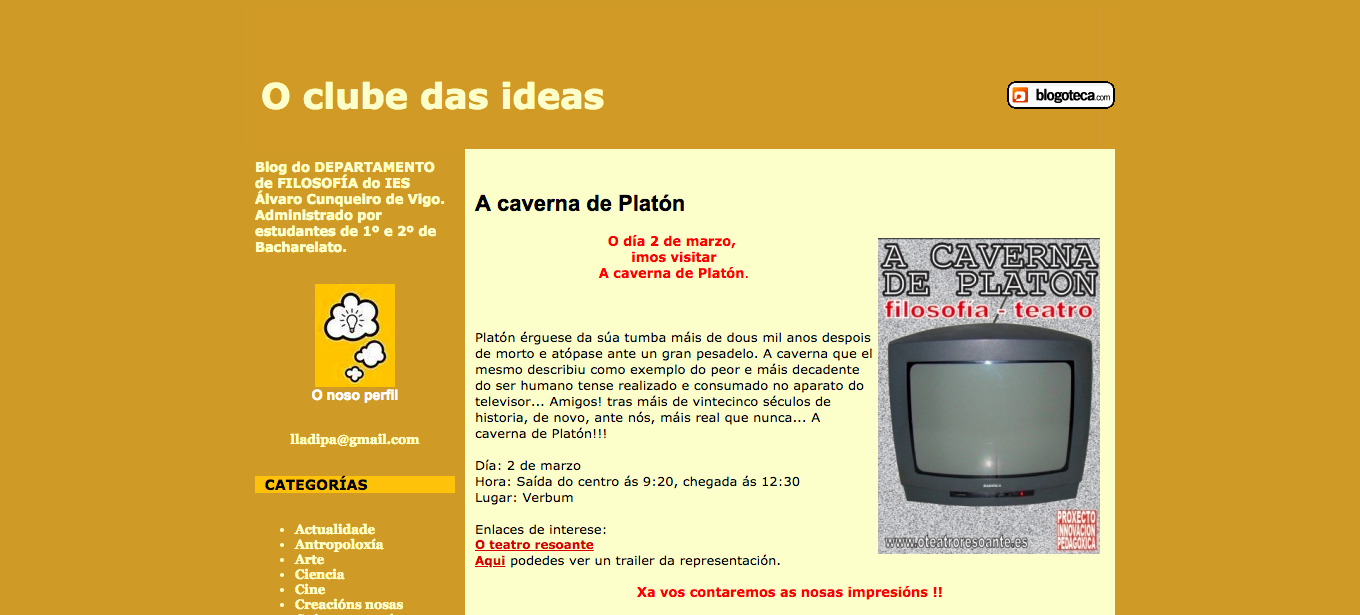 O clube das ideas
blogoteca.com
Blog do DEPARTAMENTO
de FILOSOFÍA do IES
Álvaro Cunqueiro de Vigo.
Administrado por
estudantes de 1º e 2º de
Bacharelato.
O noso perfil
lladipa@gmail.com
CATEGORÍAS
Actualidade
Antropoloxía
Arte
Ciencia
Cine
Creacións nosas
A caverna de Platón
O día 2 de marzo,
imos visitar
A caverna de Platón.
Platón érguese da súa tumba máis de dous mil anos despois
de morto e atópase ante un gran pesadelo. A caverna que el
mesmo describiu como exemplo do peor e máis decadente
do ser humano tense realizado e consumado no aparato do
televisor... Amigos! tras máis de vintecinco séculos de
historia, de novo, ante nós, máis real que nunca... A
caverna de Platón!!!
Día: 2 de marzo
Hora: Saída do centro ás 9:20, chegada ás 12:30
Lugar: Verbum
Enlaces de interese:
O teatro resoante
Aqui podedes ver un trailer da representación.
Xa vos contaremos as nosas impresións !!
A CAVERNA
DE PLATON
filosofía - teatro
www.oteatroresoante.es
PROXECTO
INNOVACION
PEDAGOXICA